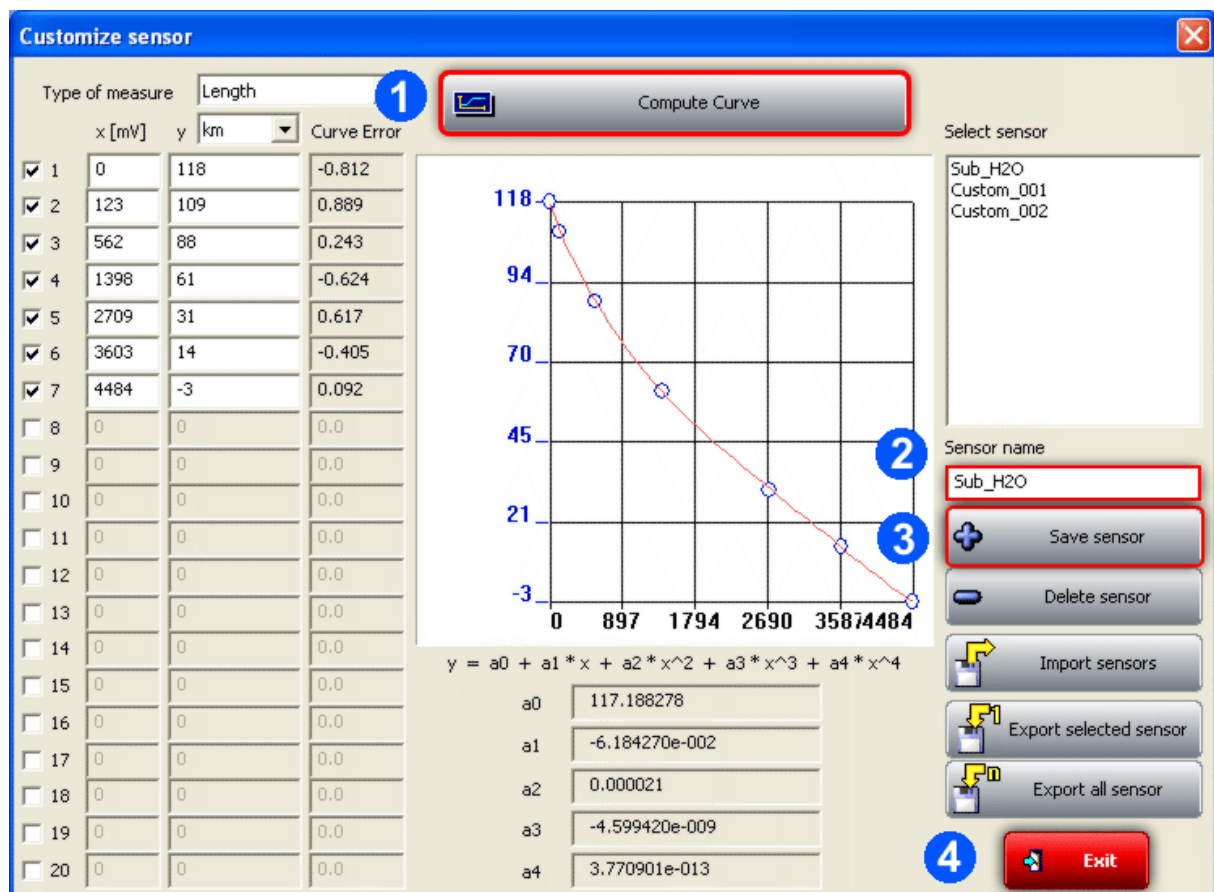 Customize sensor
Type of measure Length 1 Compute Curve
x [mV] y km Curve Error Select sensor
1 0 118 -0.812
2 123 109 0.889
3 562 88 0.243
4 1398 61 -0.624
5 2709 31 0.617
6 3603 14 -0.405
7 4484 -3 0.092
8 0 0 0.0
9 0 0 0.0
10 0 0 0.0
11 0 0 0.0
12 0 0 0.0
13 0 0 0.0
14 0 0 0.0
15 0 0 0.0
16 0 0 0.0
17 0 0 0.0
18 0 0 0.0
19 0 0 0.0
20 0 0 0.0
118
94
70
45
21
-3
0 897 1794 2690 3587 4484
y = a0 + a1 * x + a2 * x^2 + a3 * x^3 + a4 * x^4
a0 117.188278
a1 -6.184270e-002
a2 0.000021
a3 -4.599420e-009
a4 3.770901e-013
Sub_H2O
Custom_001
Custom_002
2 Sensor name
Sub_H2O
3 Save sensor
Delete sensor
Import sensors
1 Export selected sensor
n Export all sensor
4 Exit